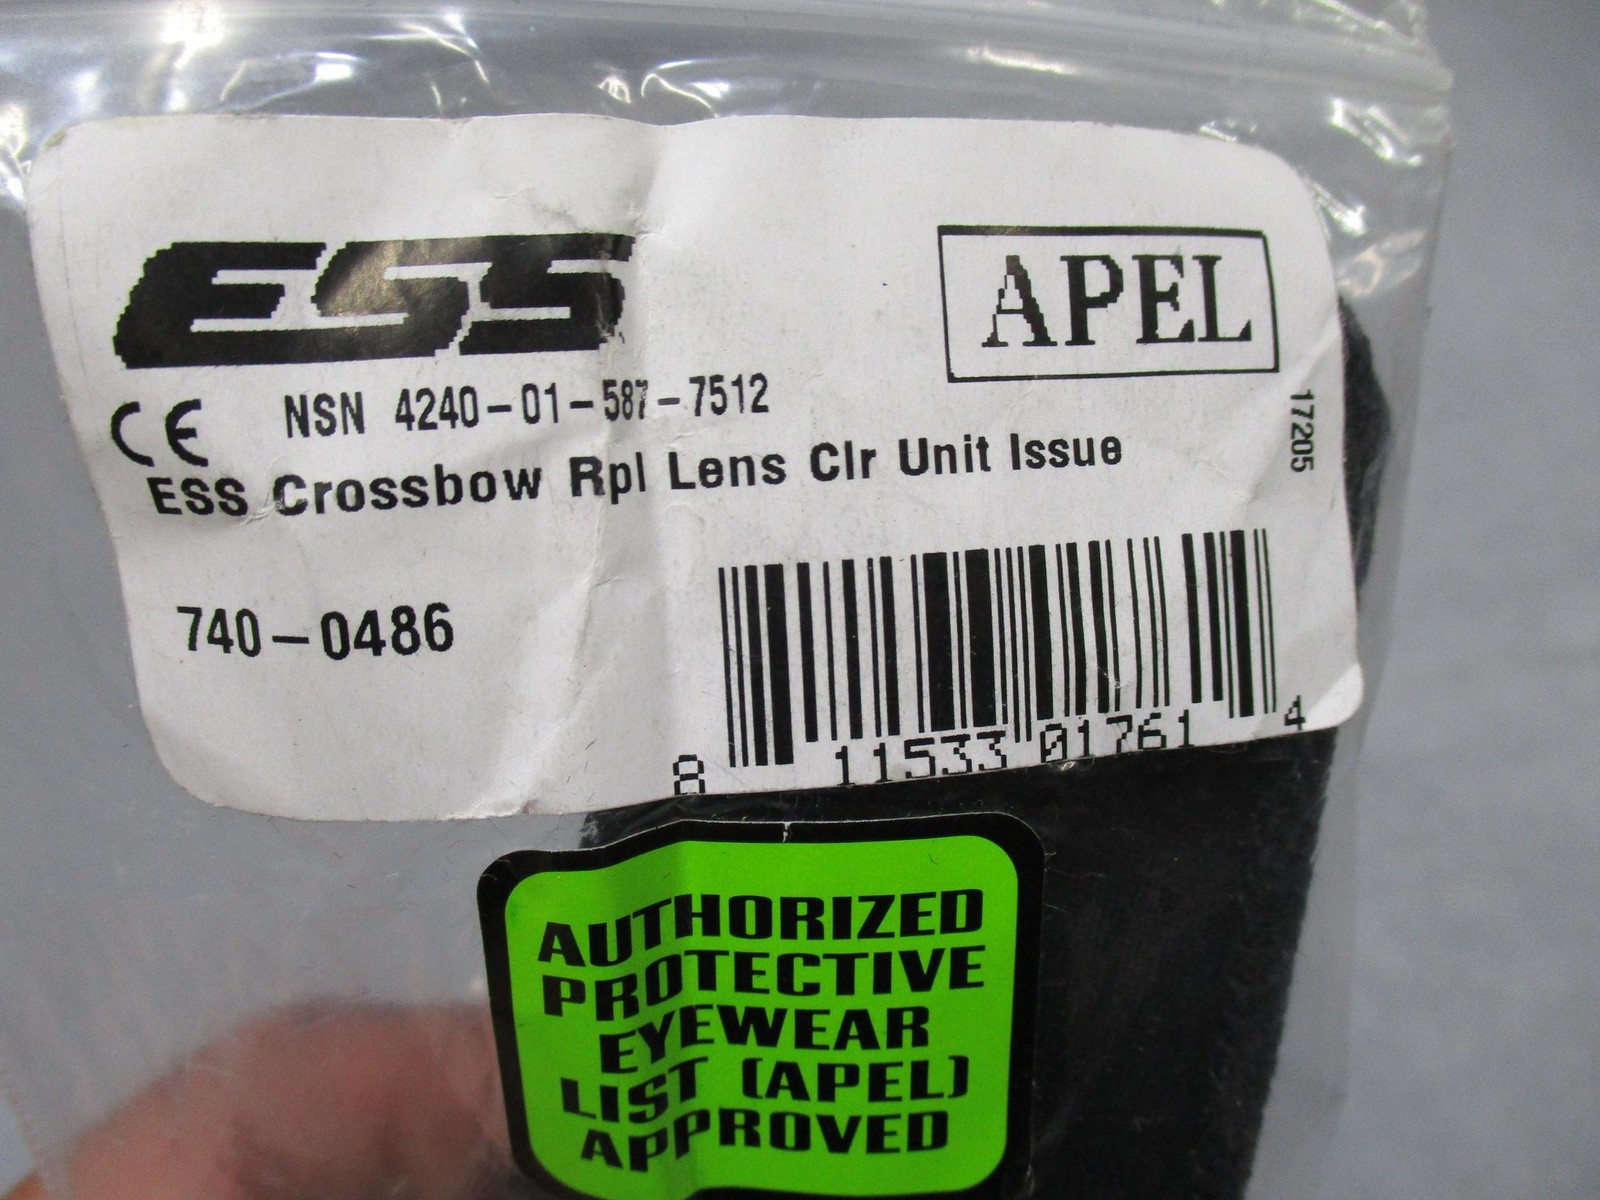 ESS
APEL
CE NSN 4240-01-587-7512
ESS Crossbow Rpl Lens Clr Unit Issue
17205
740-0486
8 11533 01761 4
AUTHORIZED
PROTECTIVE
EYEWEAR
LIST (APEL)
APPROVED